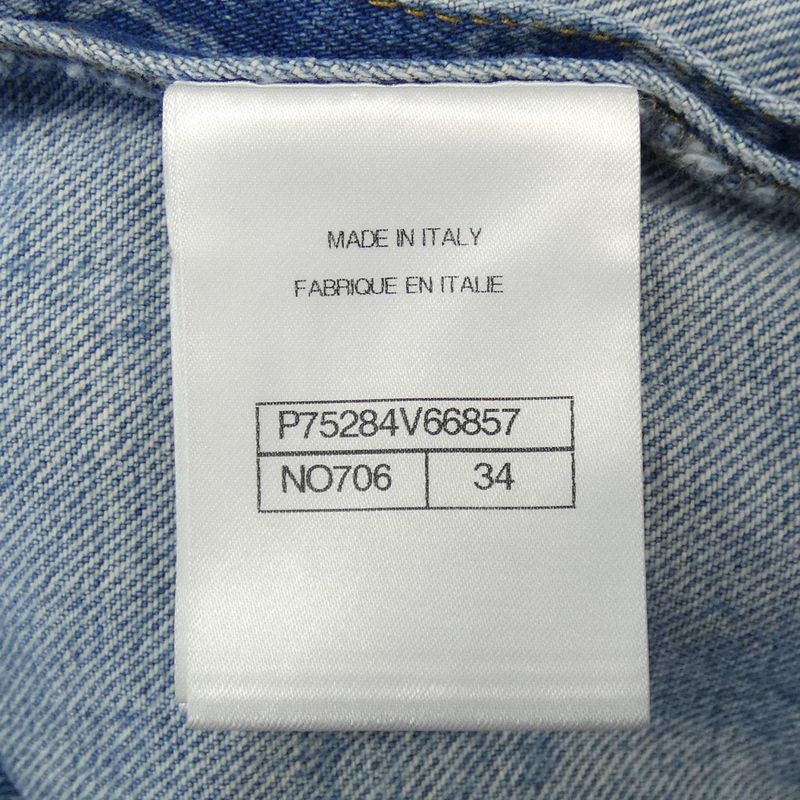 MADE IN ITALY
FABRIQUE EN ITALIE
P75284V66857
NO706 34